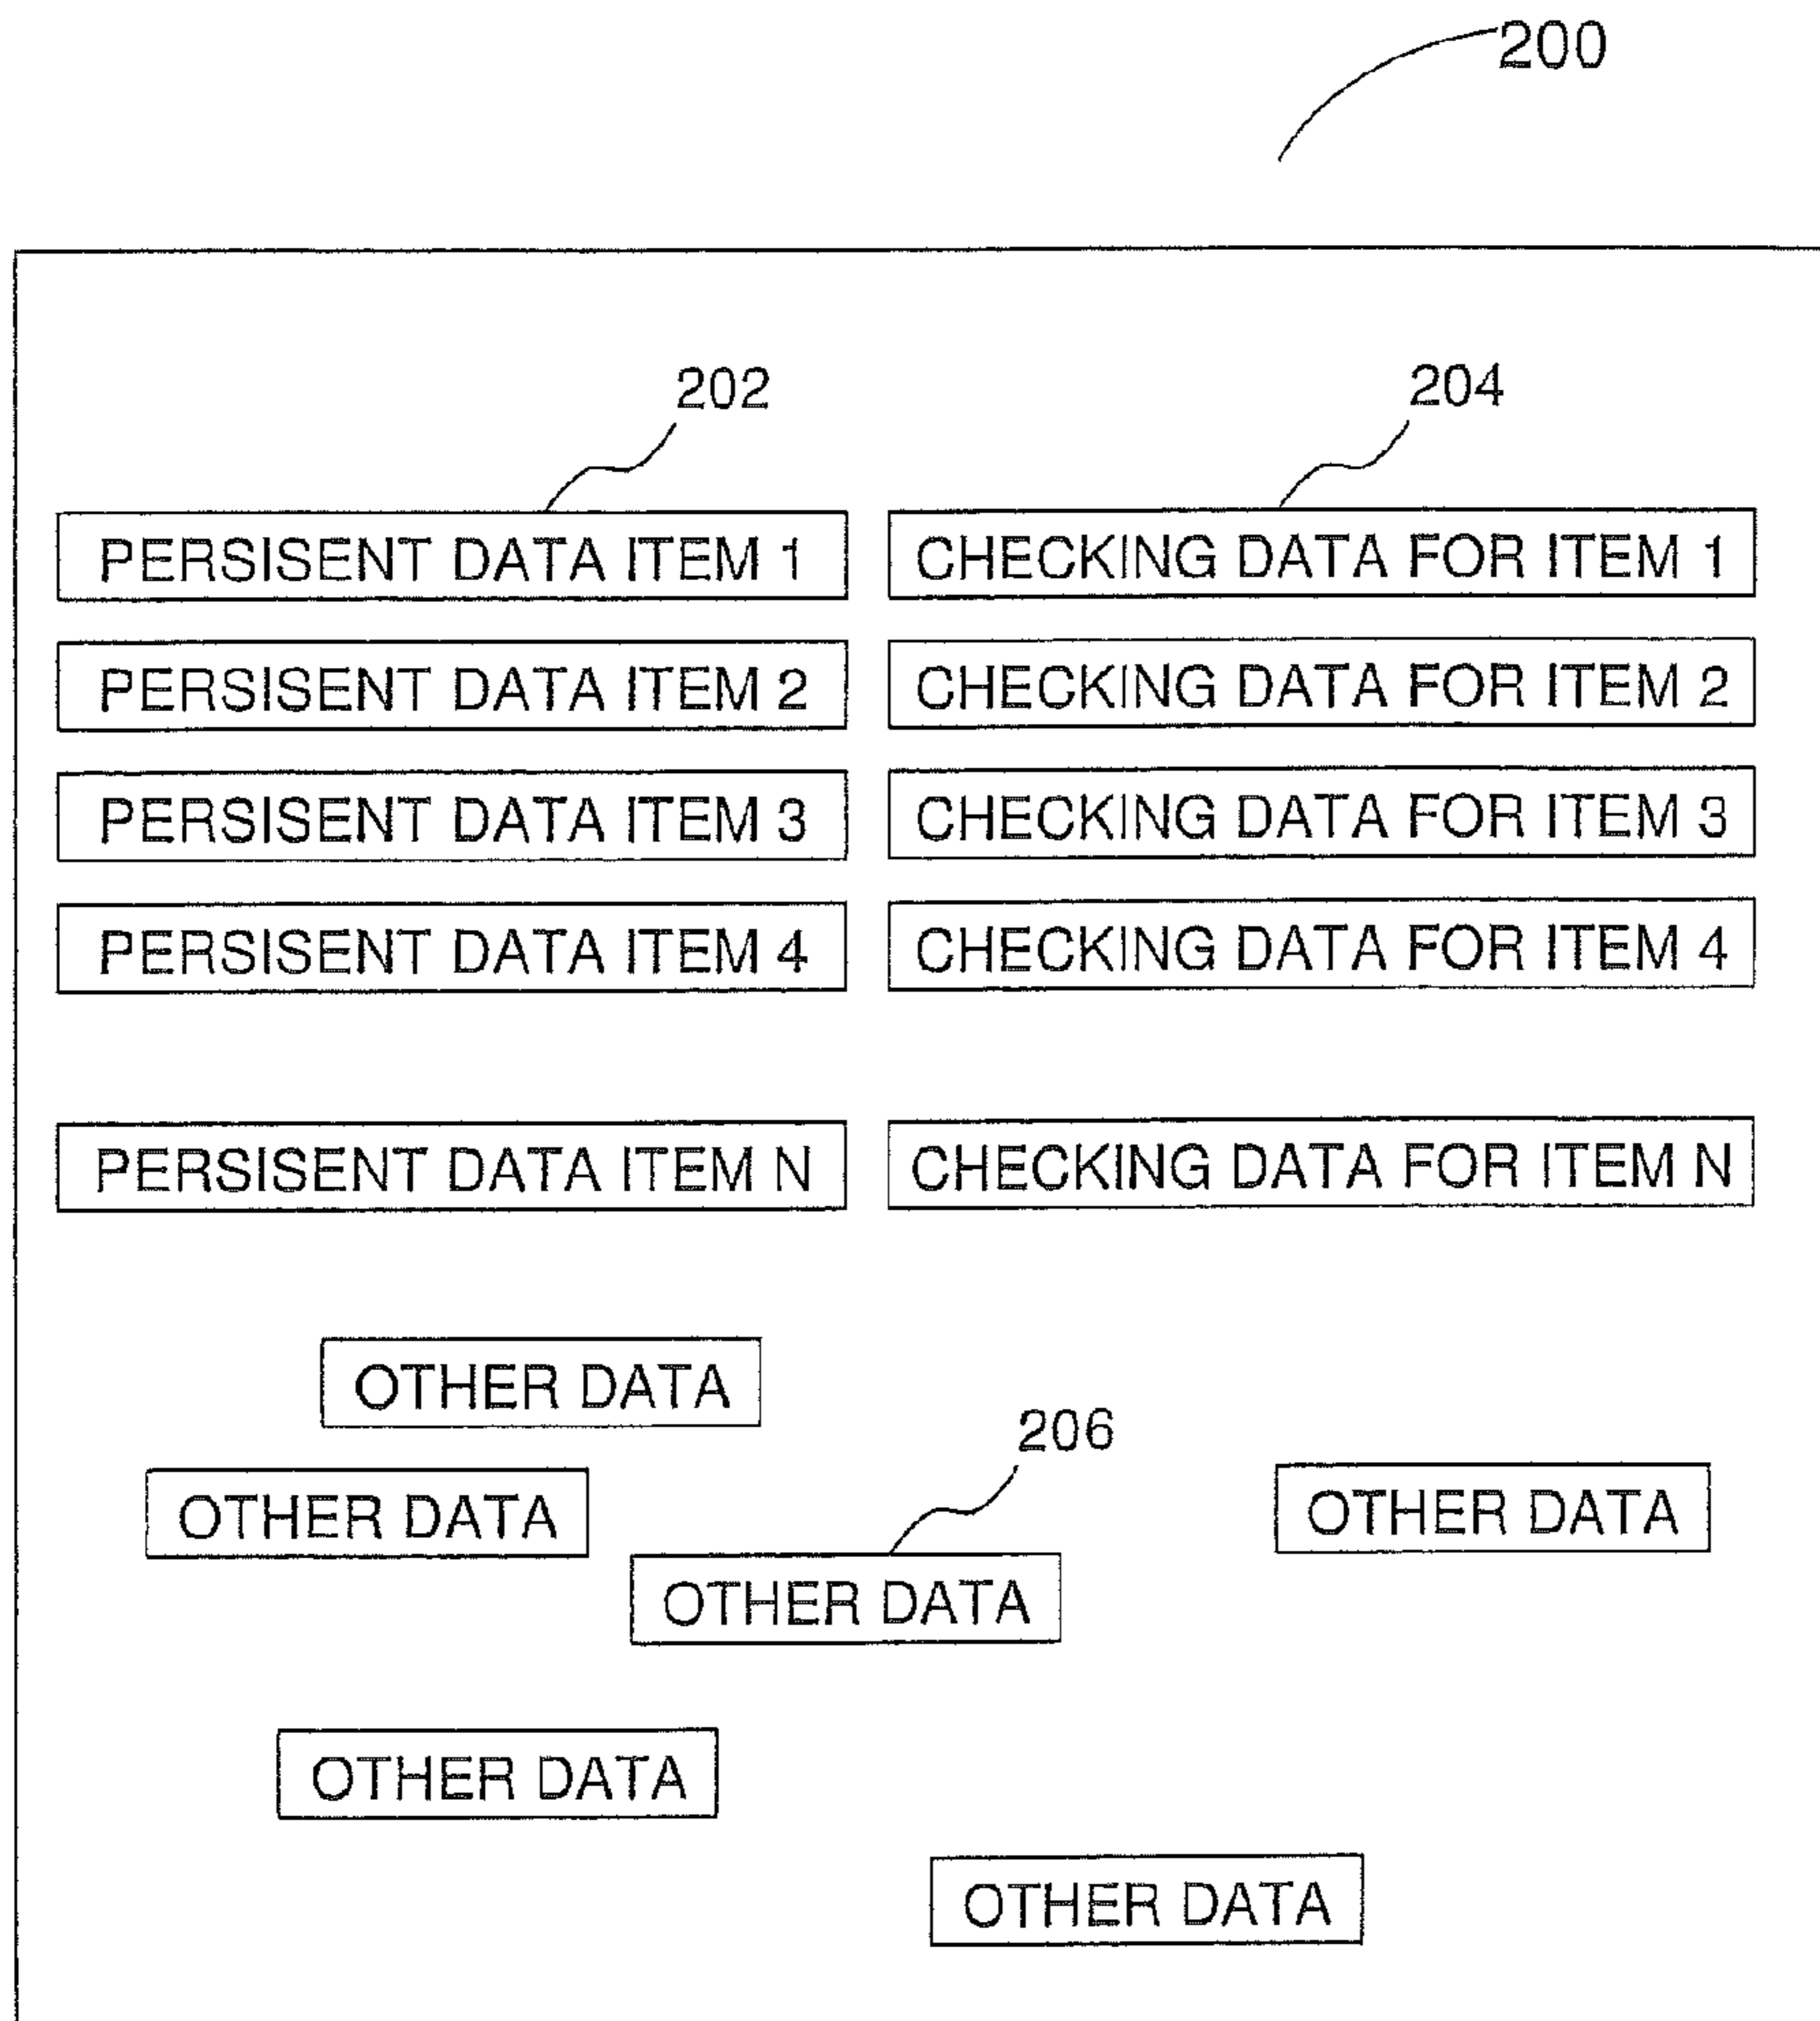 200
202
204
PERSISENT DATA ITEM 1
CHECKING DATA FOR ITEM 1
PERSISENT DATA ITEM 2
CHECKING DATA FOR ITEM 2
PERSISENT DATA ITEM 3
CHECKING DATA FOR ITEM 3
PERSISENT DATA ITEM 4
CHECKING DATA FOR ITEM 4
PERSISENT DATA ITEM N
CHECKING DATA FOR ITEM N
OTHER DATA
206
OTHER DATA
OTHER DATA
OTHER DATA
OTHER DATA
OTHER DATA